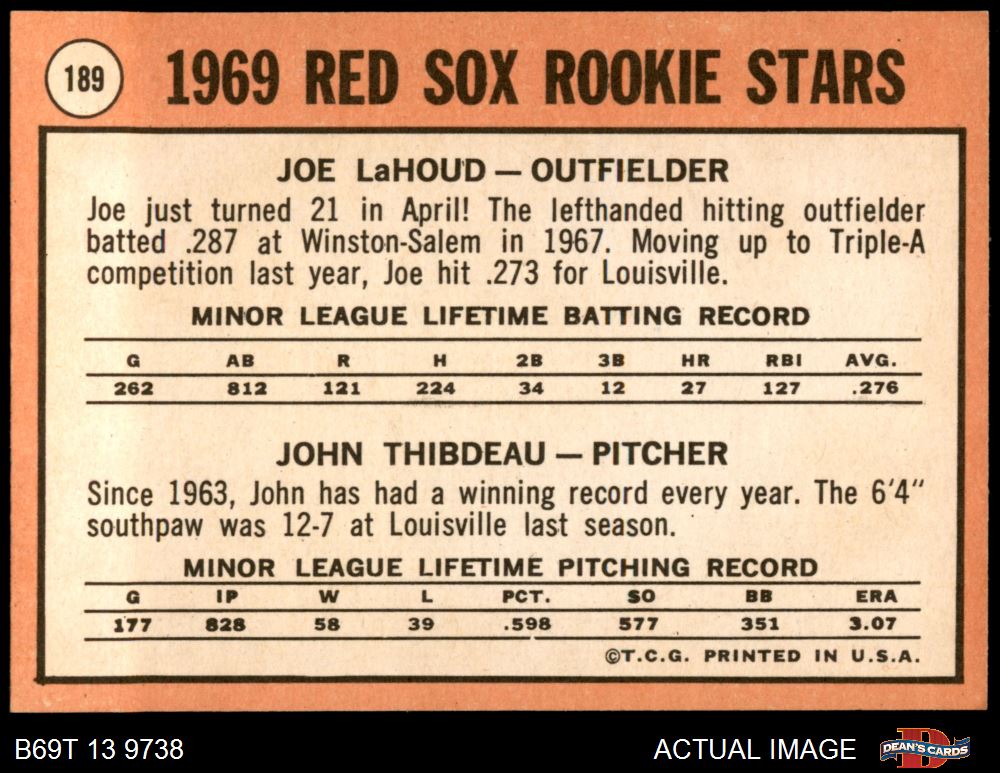 189
1969 RED SOX ROOKIE STARS
JOE LaHOUD — OUTFIELDER
Joe just turned 21 in April! The lefthanded hitting outfielder
batted .287 at Winston-Salem in 1967. Moving up to Triple-A
competition last year, Joe hit .273 for Louisville.
MINOR LEAGUE LIFETIME BATTING RECORD
G AB R H 2B 3B HR RBI AVG.
262 812 121 224 34 12 27 127 .276
JOHN THIBDEAU — PITCHER
Since 1963, John has had a winning record every year. The 6'4"
southpaw was 12-7 at Louisville last season.
MINOR LEAGUE LIFETIME PITCHING RECORD
G IP W L PCT. SO BB ERA
177 828 58 39 .598 577 351 3.07
©T.C.G. PRINTED IN U.S.A.
B69T 13 9738
ACTUAL IMAGE
DEAN'S CARDS